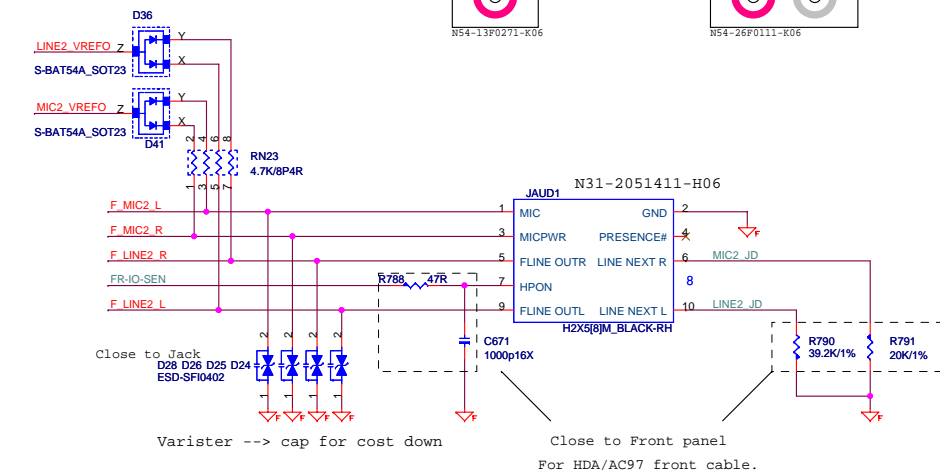 D36
N54-13F0271-K06
N54-26F0111-K06
LINE2_VREFO Z
Y
X
S-BAT54A_SOT23
MIC2_VREFO Z
Y
X
S-BAT54A_SOT23
D41
2 4 6 8
RN23
4.7K/8P4R
1 3 5 7
N31-2051411-H06
JAUD1
F_MIC2_L
1 MIC GND 2
F_MIC2_R
3 MICPWR PRESENCE# 4
F_LINE2_R
5 FLINE OUTR LINE NEXT R 6
MIC2_JD
FR-IO-SEN
R788 47R
7 HPON
8
F_LINE2_L
9 FLINE OUTL LINE NEXT L 10
LINE2_JD
H2X5[8]M_BLACK-RH
F
2 2 2 2
C671
1000p16X
R790
39.2K/1%
R791
20K/1%
Close to Jack
D28 D26 D25 D24
ESD-SFI0402
1 1 1 1
F F F F F F
Varister --> cap for cost down
Close to Front panel
For HDA/AC97 front cable.